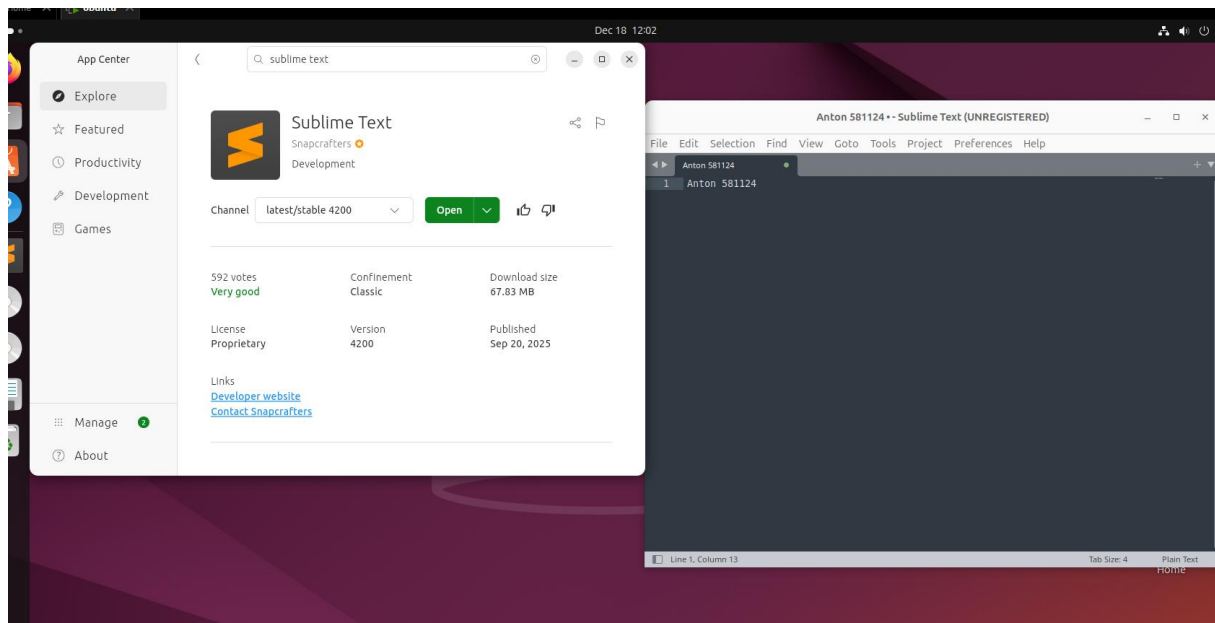 Ubuntu
Dec 18 12:02
App Center
sublime text
Explore
Featured
Productivity
Development
Games
Manage 2
About
Sublime Text
Snapcrafters
Development
Channel latest/stable 4200 Open
592 votes Confinement Download size
Very good Classic 67.83 MB
License Version Published
Proprietary 4200 Sep 20, 2025
Links
Developer website
Contact Snapcrafters
Anton 581124 • - Sublime Text (UNREGISTERED)
File Edit Selection Find View Goto Tools Project Preferences Help
Anton 581124
1 Anton 581124
Line 1, Column 13 Tab Size: 4 Plain Text
Home